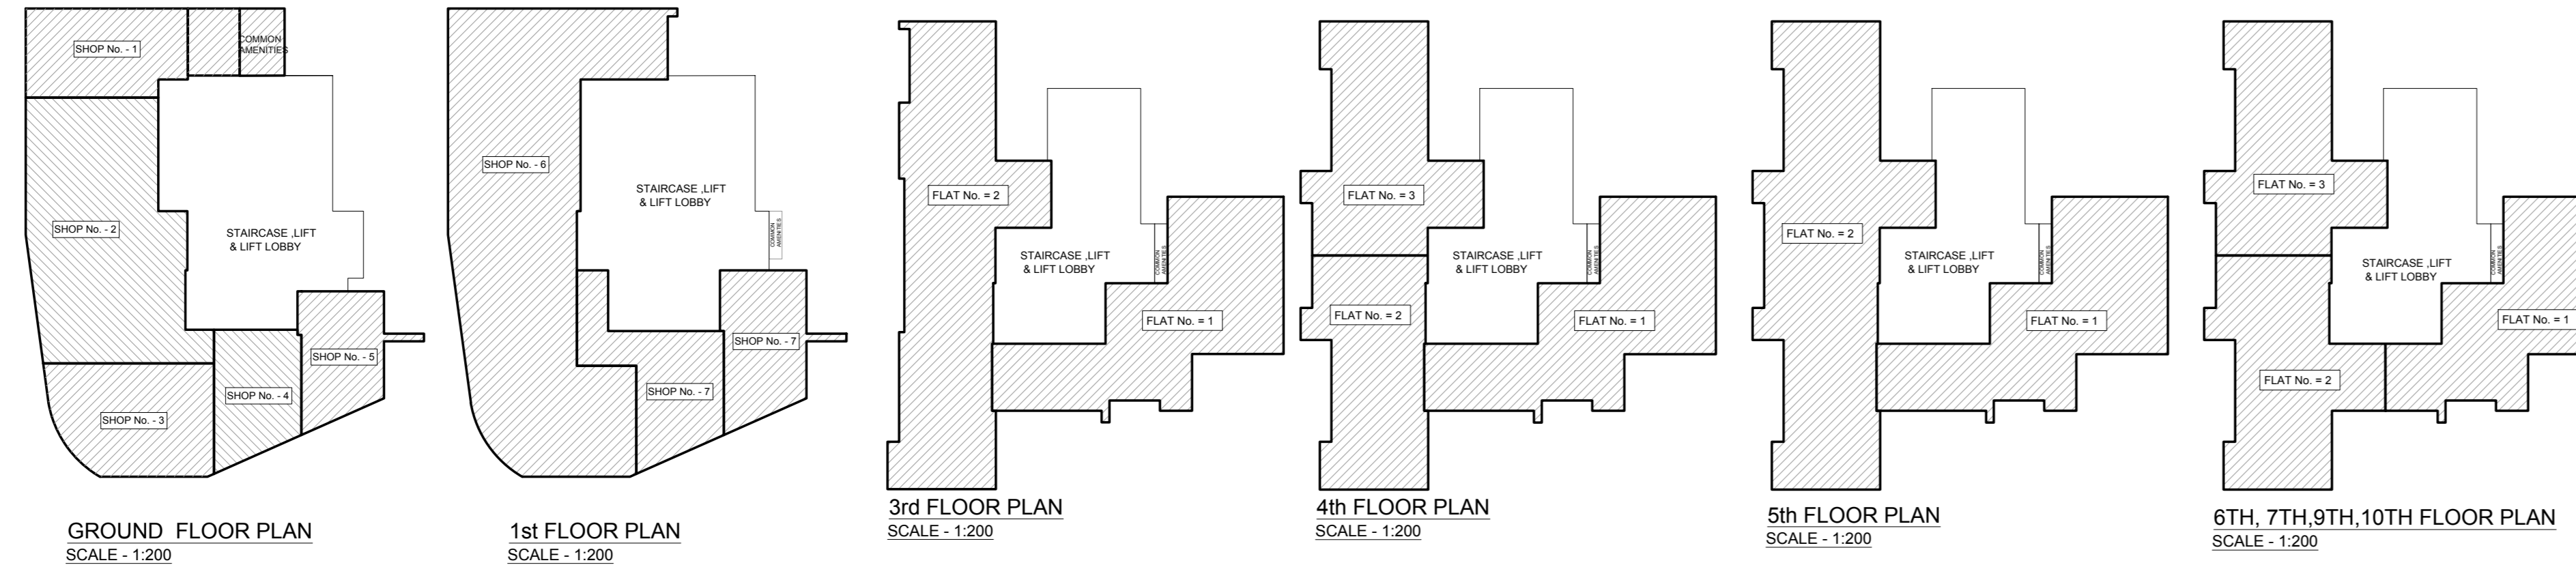 SHOP No. - 1
COMMON
AMENITIES
SHOP No. - 2
STAIRCASE ,LIFT
& LIFT LOBBY
SHOP No. - 5
SHOP No. - 4
SHOP No. - 3
GROUND FLOOR PLAN
SCALE - 1:200
SHOP No. - 6
STAIRCASE ,LIFT
& LIFT LOBBY
COMMON
AMENITIES
SHOP No. - 7
SHOP No. - 7
1st FLOOR PLAN
SCALE - 1:200
FLAT No. = 2
STAIRCASE ,LIFT
& LIFT LOBBY
COMMON
AMENITIES
FLAT No. = 1
3rd FLOOR PLAN
SCALE - 1:200
FLAT No. = 3
STAIRCASE ,LIFT
& LIFT LOBBY
COMMON
AMENITIES
FLAT No. = 2
FLAT No. = 1
4th FLOOR PLAN
SCALE - 1:200
FLAT No. = 2
STAIRCASE ,LIFT
& LIFT LOBBY
COMMON
AMENITIES
FLAT No. = 1
5th FLOOR PLAN
SCALE - 1:200
FLAT No. = 3
STAIRCASE ,LIFT
& LIFT LOBBY
COMMON
AMENITIES
FLAT No. = 1
FLAT No. = 2
6TH, 7TH,9TH,10TH FLOOR PLAN
SCALE - 1:200